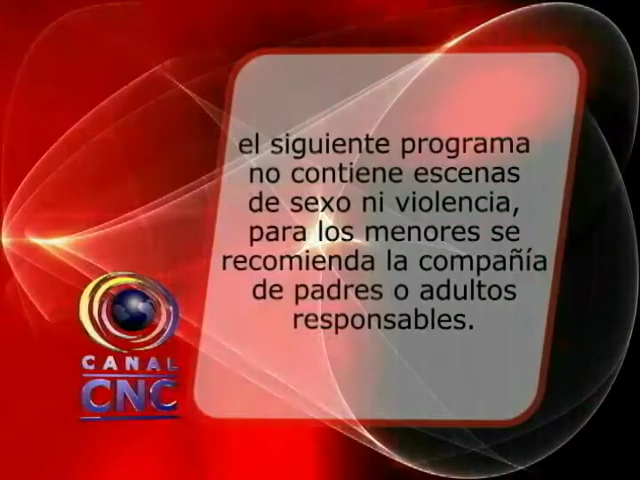 el siguiente programa
no contiene escenas
de sexo ni violencia,
para los menores se
recomienda la compañía
de padres o adultos
responsables.
CANAL
CNC